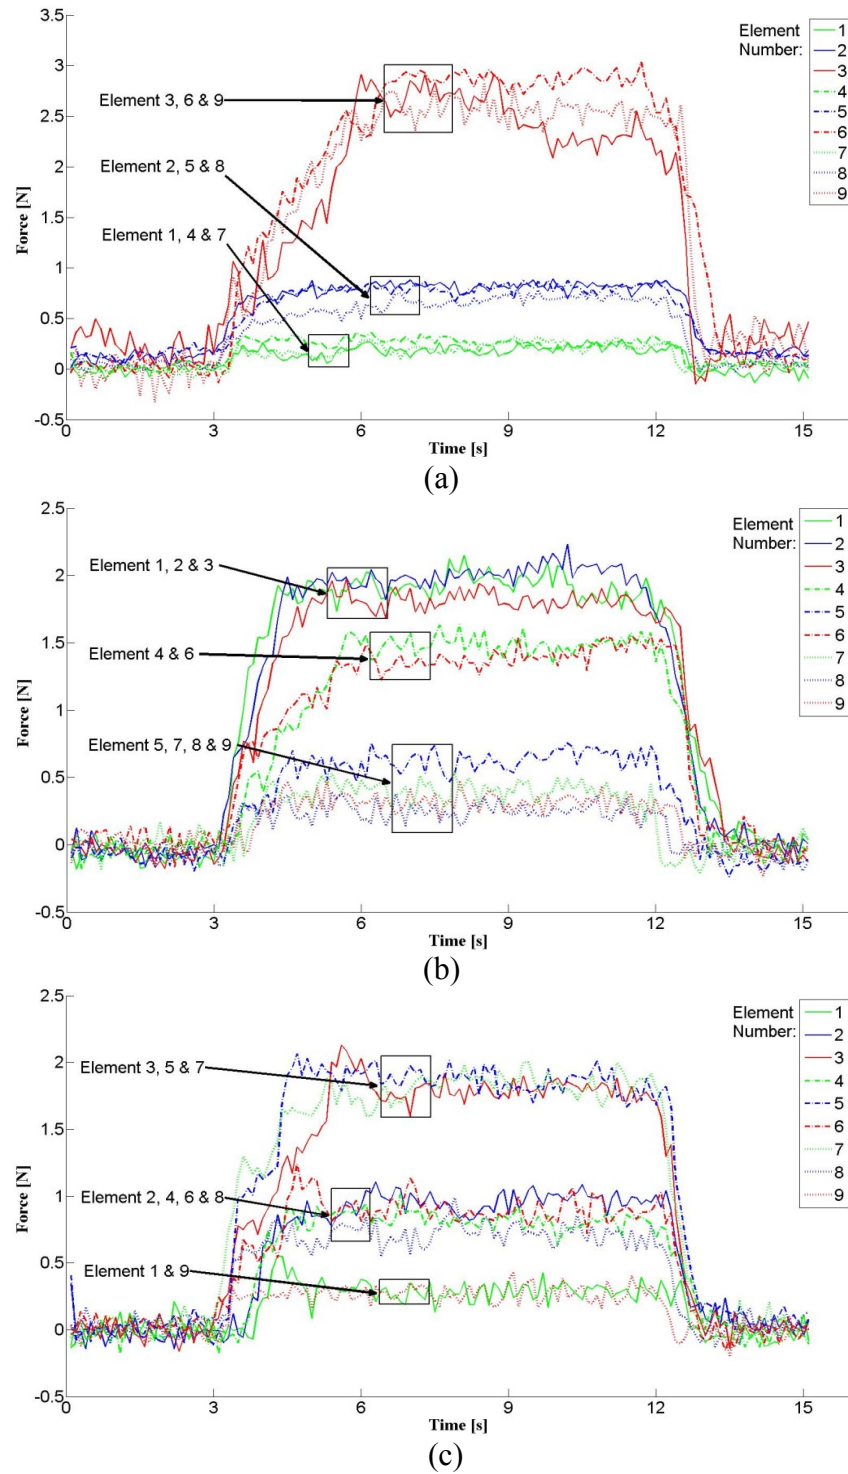 3.5
3
2.5
2
1.5
1
0.5
0
-0.5
Force [N]
Element 3, 6 & 9
Element 2, 5 & 8
Element 1, 4 & 7
Element
Number:
1
2
3
4
5
6
7
8
9
0 3 6 9 12 15
Time [s]
(a)
2.5
2
1.5
1
0.5
0
-0.5
Force [N]
Element 1, 2 & 3
Element 4 & 6
Element 5, 7, 8 & 9
Element
Number:
1
2
3
4
5
6
7
8
9
0 3 6 9 12 15
Time [s]
(b)
2.5
2
1.5
1
0.5
0
-0.5
Force [N]
Element 3, 5 & 7
Element 2, 4, 6 & 8
Element 1 & 9
Element
Number:
1
2
3
4
5
6
7
8
9
0 3 6 9 12 15
Time [s]
(c)